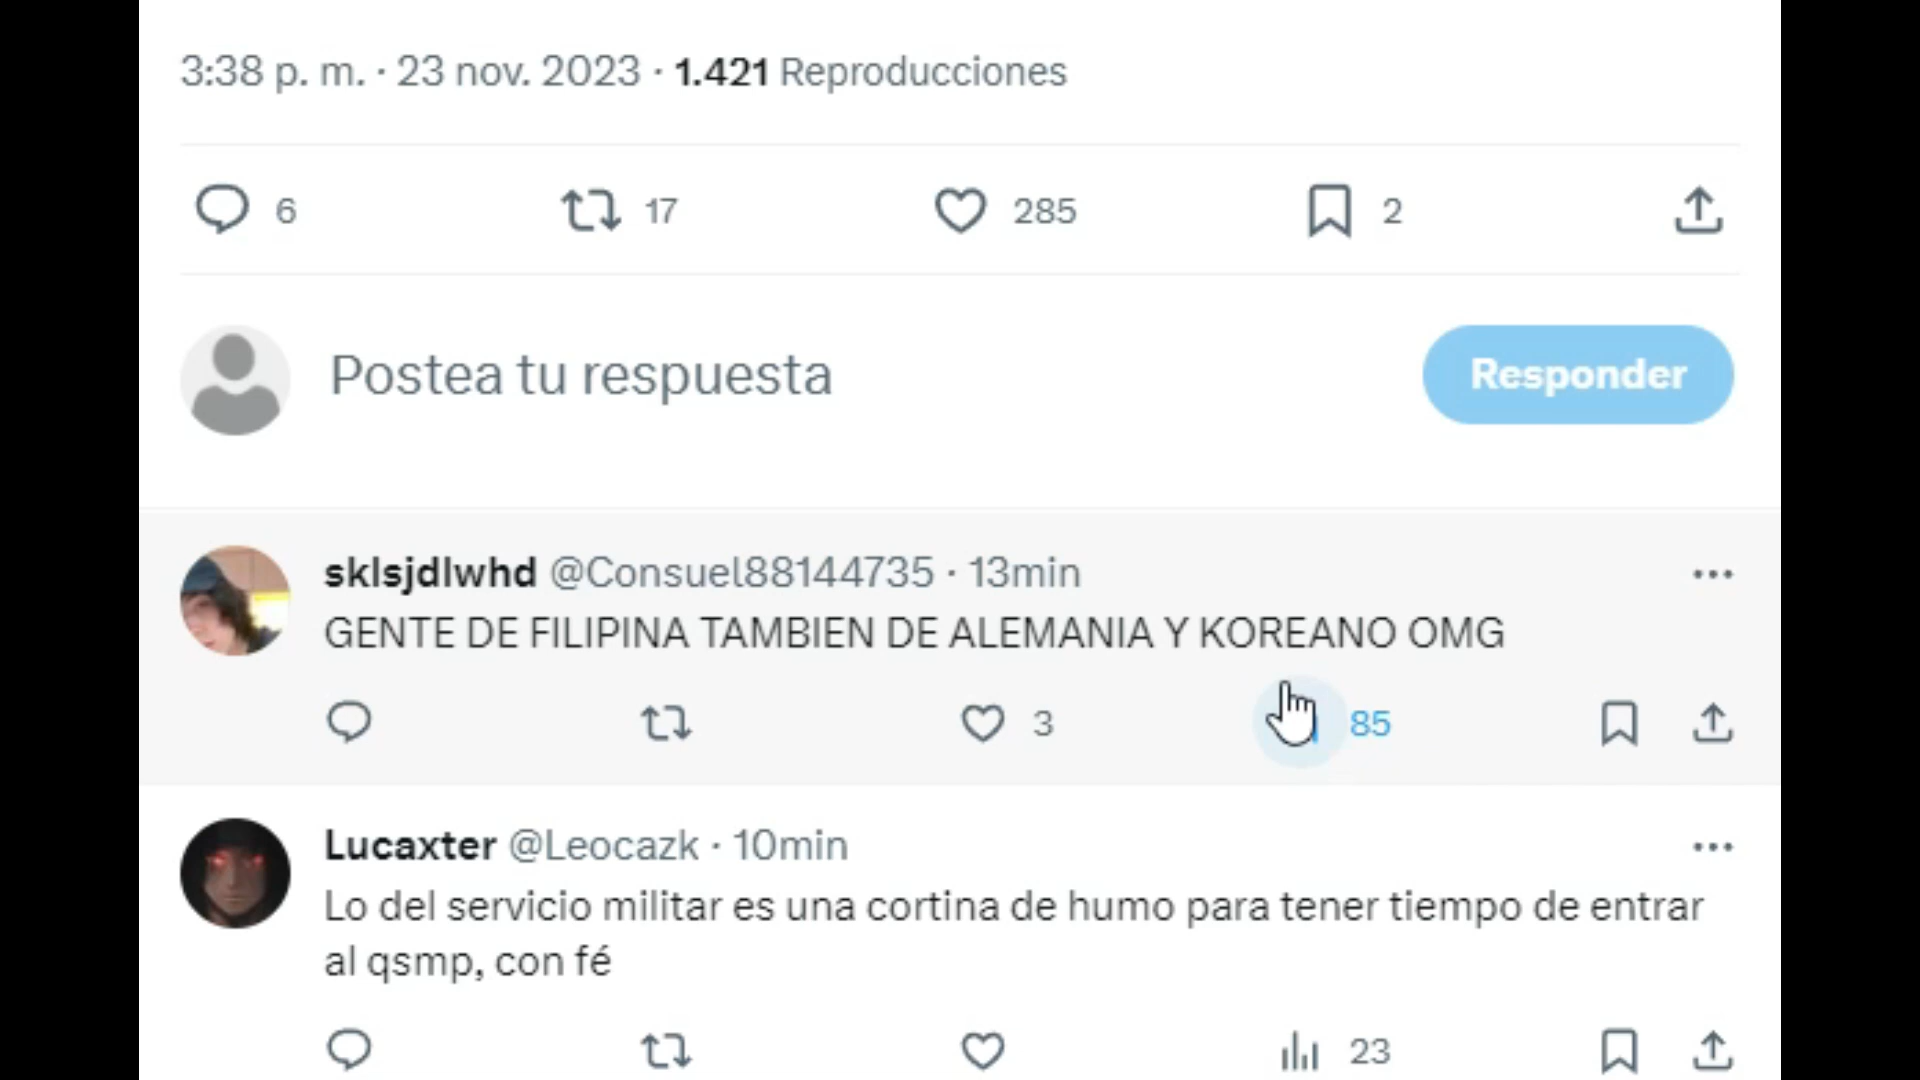 3:38 p. m. · 23 nov. 2023 · 1.421 Reproducciones
6 17 285 2
Postea tu respuesta Responder
sklsjdlwhd @Consuel88144735 · 13min
GENTE DE FILIPINA TAMBIEN DE ALEMANIA Y KOREANO OMG
3 85
Lucaxter @Leocazk · 10min
Lo del servicio militar es una cortina de humo para tener tiempo de entrar
al qsmp, con fé
23